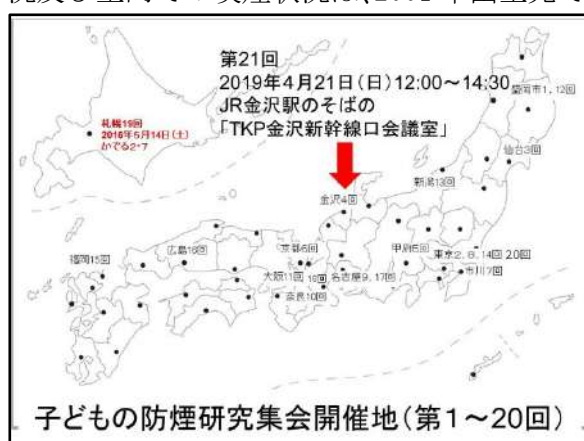 第21回
2019年4月21日(日)12:00～14:30
JR金沢駅のそばの
「TKP金沢新幹線口会議室」
札幌19回
2016年5月14日(土)
かでる2・7
盛岡市1,12回
仙台3回
新潟13回
金沢4回
広島16回
福岡15回
京都6回
甲府5回
東京2,8,14回 20回
大阪11回
18回
名古屋9,17回
市川7回
奈良10回
子どもの防煙研究集会開催地(第1～20回)